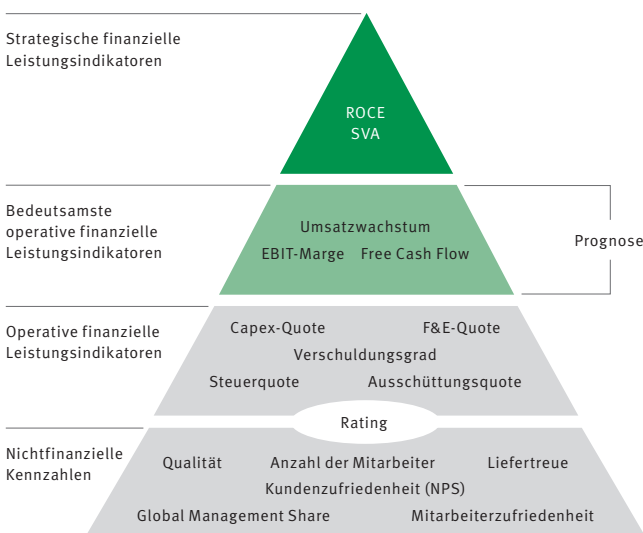 Strategische finanzielle
Leistungsindikatoren
ROCE
SVA
Bedeutsamste
operative finanzielle
Leistungsindikatoren
Umsatzwachstum
EBIT-Marge Free Cash Flow
Prognose
Operative finanzielle
Leistungsindikatoren
Capex-Quote F&E-Quote
Verschuldungsgrad
Steuerquote Ausschüttungsquote
Rating
Nichtfinanzielle
Kennzahlen
Qualität Anzahl der Mitarbeiter Liefertreue
Kundenzufriedenheit (NPS)
Global Management Share Mitarbeiterzufriedenheit